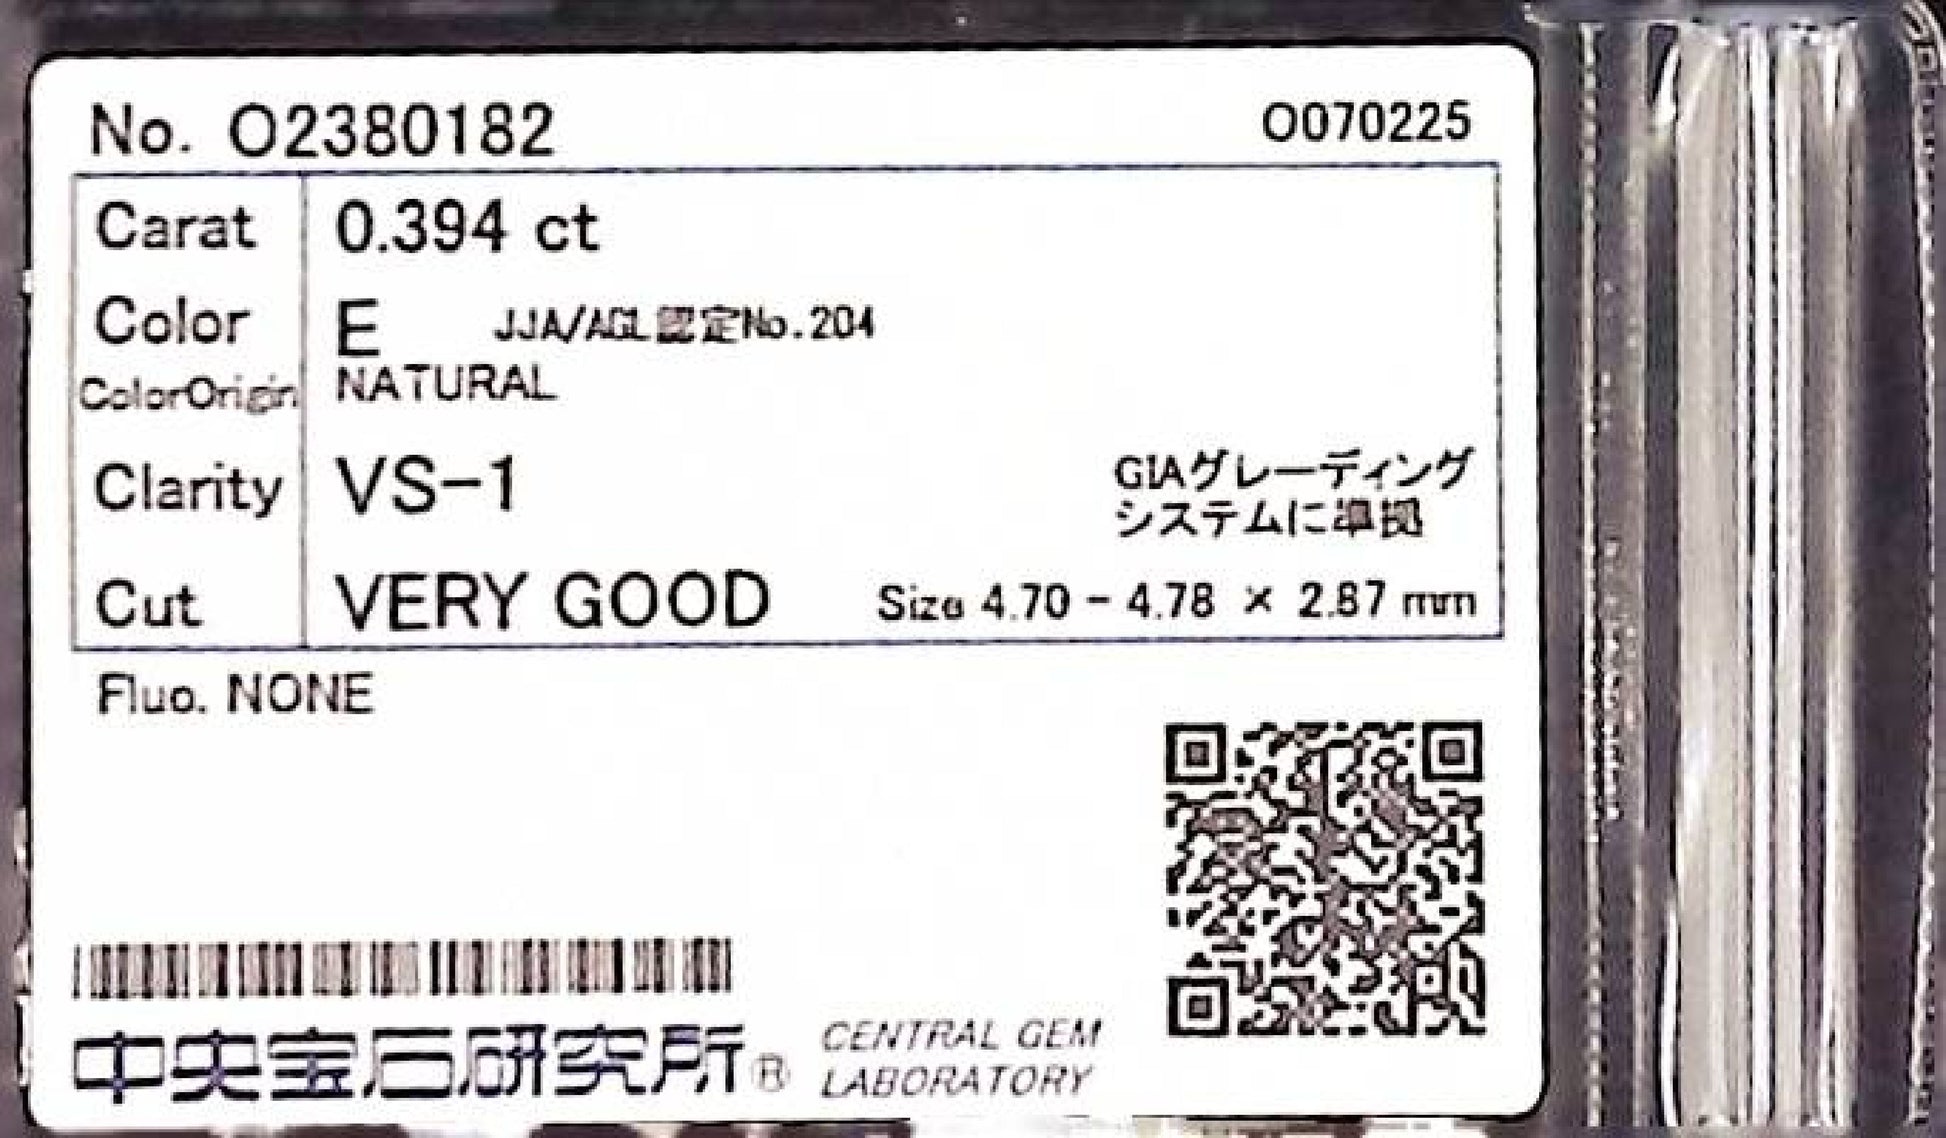 No. O2380182 O070225
Carat 0.394 ct
Color E JJA/AGL認定No.204
ColorOrigin NATURAL
Clarity VS-1 GIAグレーディング
システムに準拠
Cut VERY GOOD Size 4.70 - 4.78 × 2.87 mm
Fluo. NONE
中央宝石研究所® CENTRAL GEM
LABORATORY